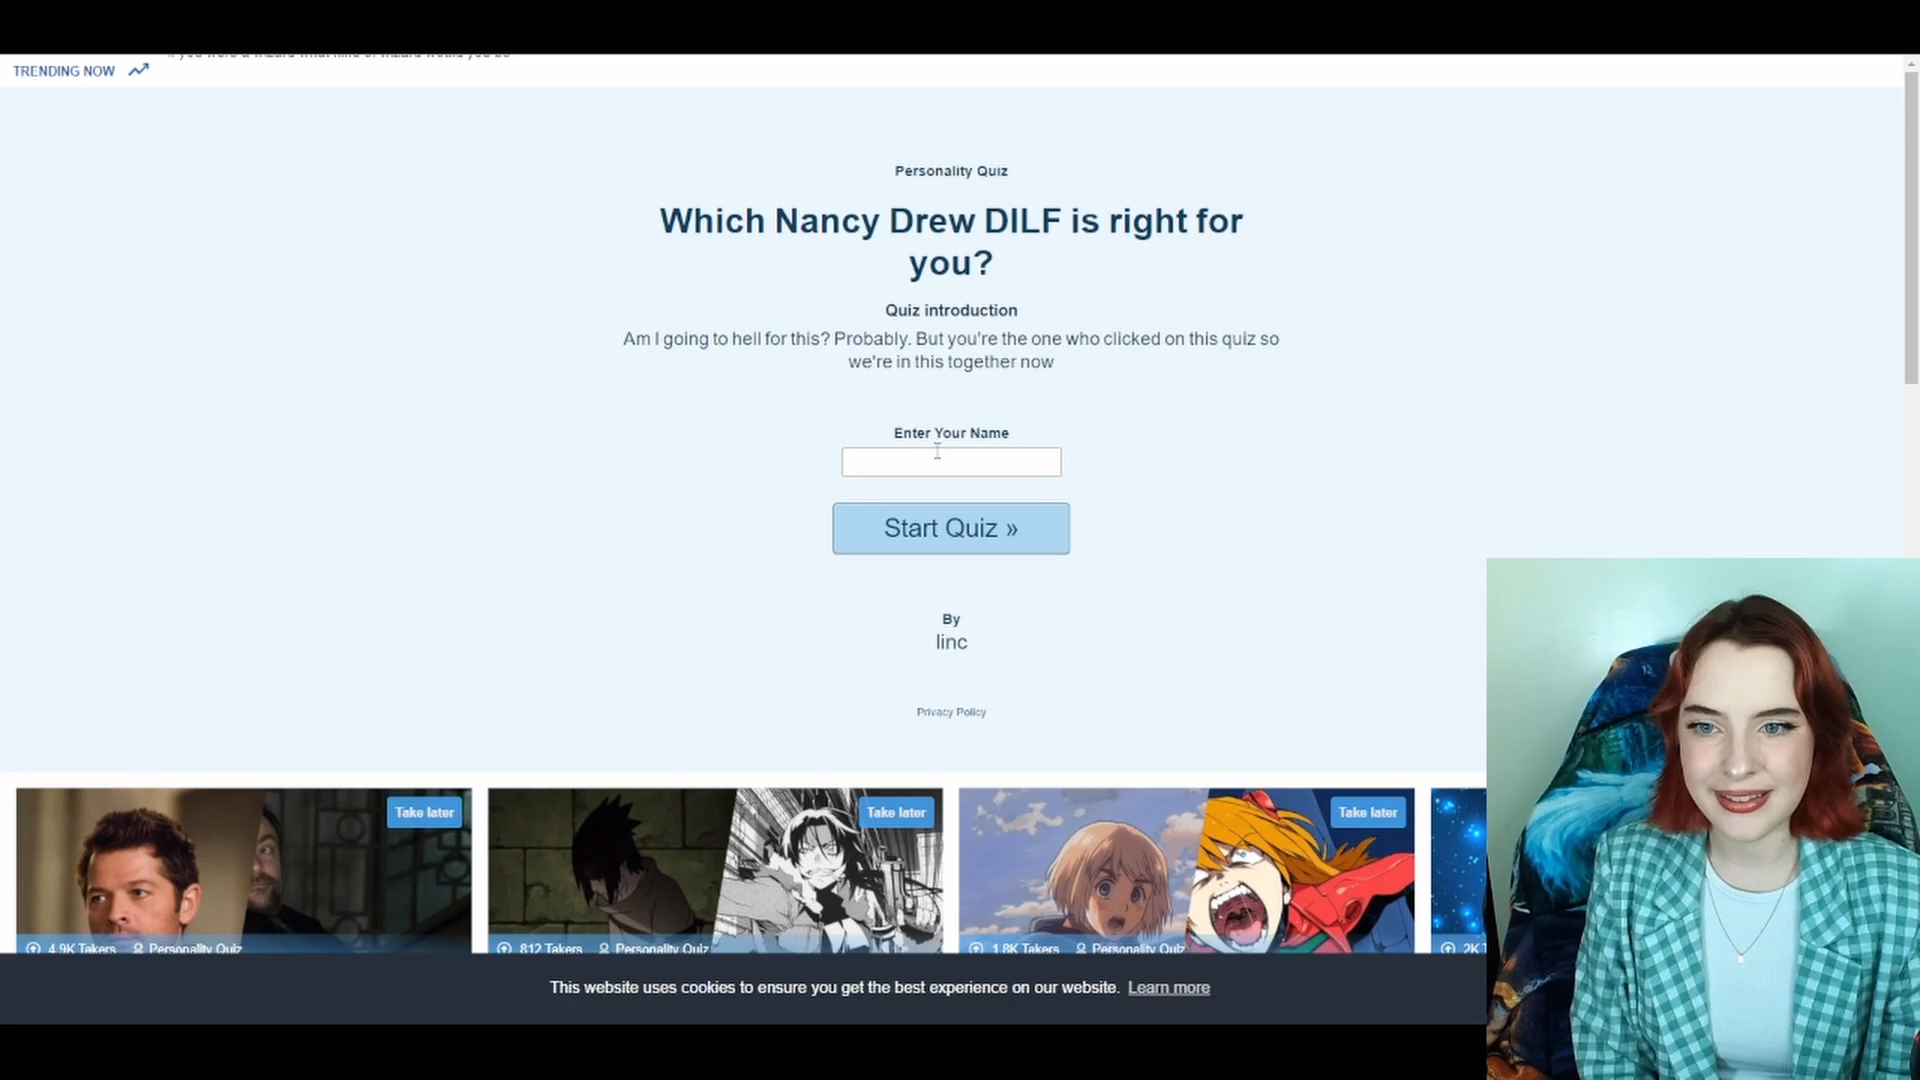 TRENDING NOW
Personality Quiz
Which Nancy Drew DILF is right for
you?
Quiz introduction
Am I going to hell for this? Probably. But you're the one who clicked on this quiz so
we're in this together now
Enter Your Name
Start Quiz »
By
linc
Privacy Policy
Take later
Take later
Take later
4.9K Takers Personality Quiz
812 Takers Personality Quiz
1.8K Takers Personality Quiz
2K
This website uses cookies to ensure you get the best experience on our website. Learn more